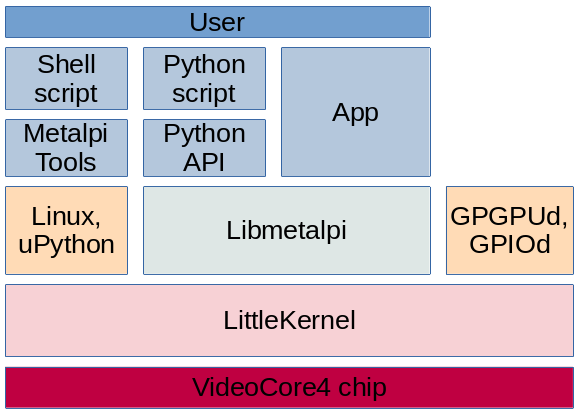 User
Shell
script
Python
script
App
Metalpi
Tools
Python
API
Linux,
uPython
Libmetalpi
GPGPUd,
GPIOd
LittleKernel
VideoCore4 chip